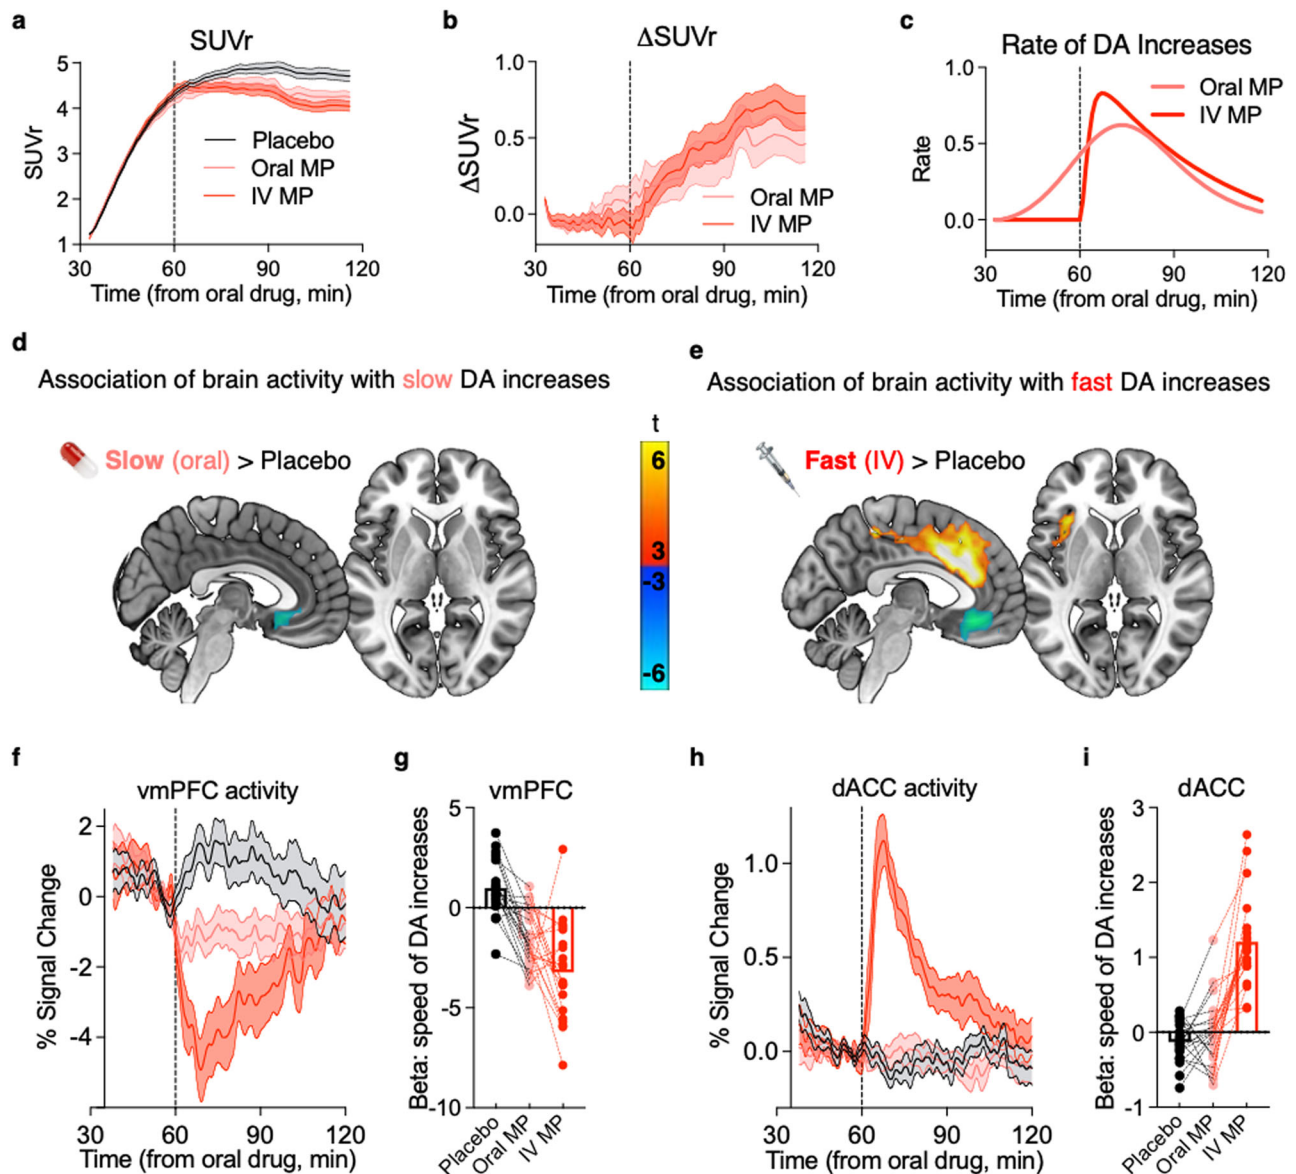 a
SUVr
5
4
3
2
1
SUVr
Placebo
Oral MP
IV MP
30 60 90 120
Time (from oral drug, min)
b
ΔSUVr
1.0
0.5
0.0
ΔSUVr
Oral MP
IV MP
30 60 90 120
Time (from oral drug, min)
c
Rate of DA Increases
1.0
0.5
0.0
Rate
Oral MP
IV MP
30 60 90 120
Time (from oral drug, min)
d
Association of brain activity with slow DA increases
Slow (oral) > Placebo
t
6
3
-3
-6
e
Association of brain activity with fast DA increases
Fast (IV) > Placebo
f
vmPFC activity
2
0
-2
-4
% Signal Change
30 60 90 120
Time (from oral drug, min)
g
vmPFC
5
0
-5
-10
Beta: speed of DA increases
Placebo
Oral MP
IV MP
h
dACC activity
1.0
0.5
0.0
% Signal Change
30 60 90 120
Time (from oral drug, min)
i
dACC
3
2
1
0
-1
Beta: speed of DA increases
Placebo
Oral MP
IV MP